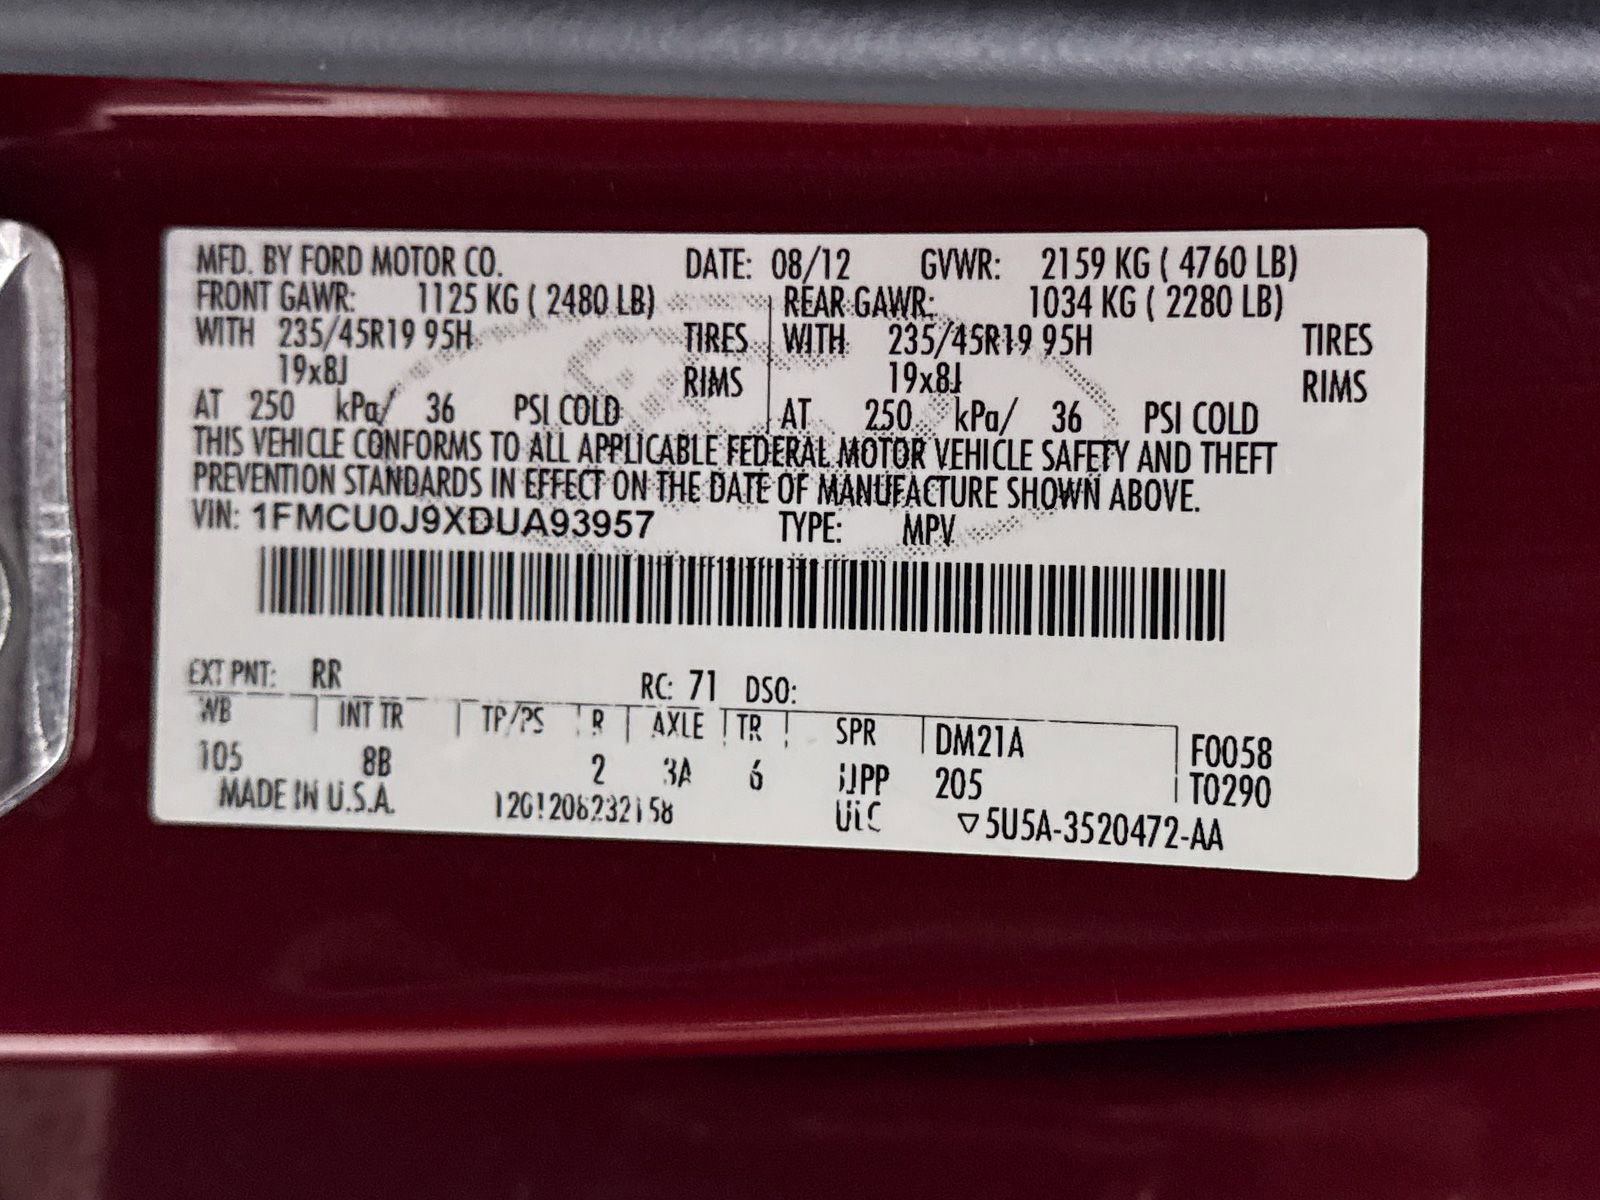 MFD. BY FORD MOTOR CO. DATE: 08/12 GVWR: 2159 KG ( 4760 LB)
FRONT GAWR: 1125 KG ( 2480 LB) REAR GAWR: 1034 KG ( 2280 LB)
WITH 235/45R19 95H TIRES WITH 235/45R19 95H TIRES
19x8J RIMS 19x8J RIMS
AT 250 kPa/ 36 PSI COLD AT 250 kPa/ 36 PSI COLD
THIS VEHICLE CONFORMS TO ALL APPLICABLE FEDERAL MOTOR VEHICLE SAFETY AND THEFT
PREVENTION STANDARDS IN EFFECT ON THE DATE OF MANUFACTURE SHOWN ABOVE.
VIN: 1FMCU0J9XDUA93957 TYPE: MPV
EXT PNT: RR RC: 71 DSO:
WB INT TR TP/PS R AXLE TR SPR DM21A F0058
105 8B 2 3A 6 205 T0290
MADE IN U.S.A. ▽5U5A-3520472-AA